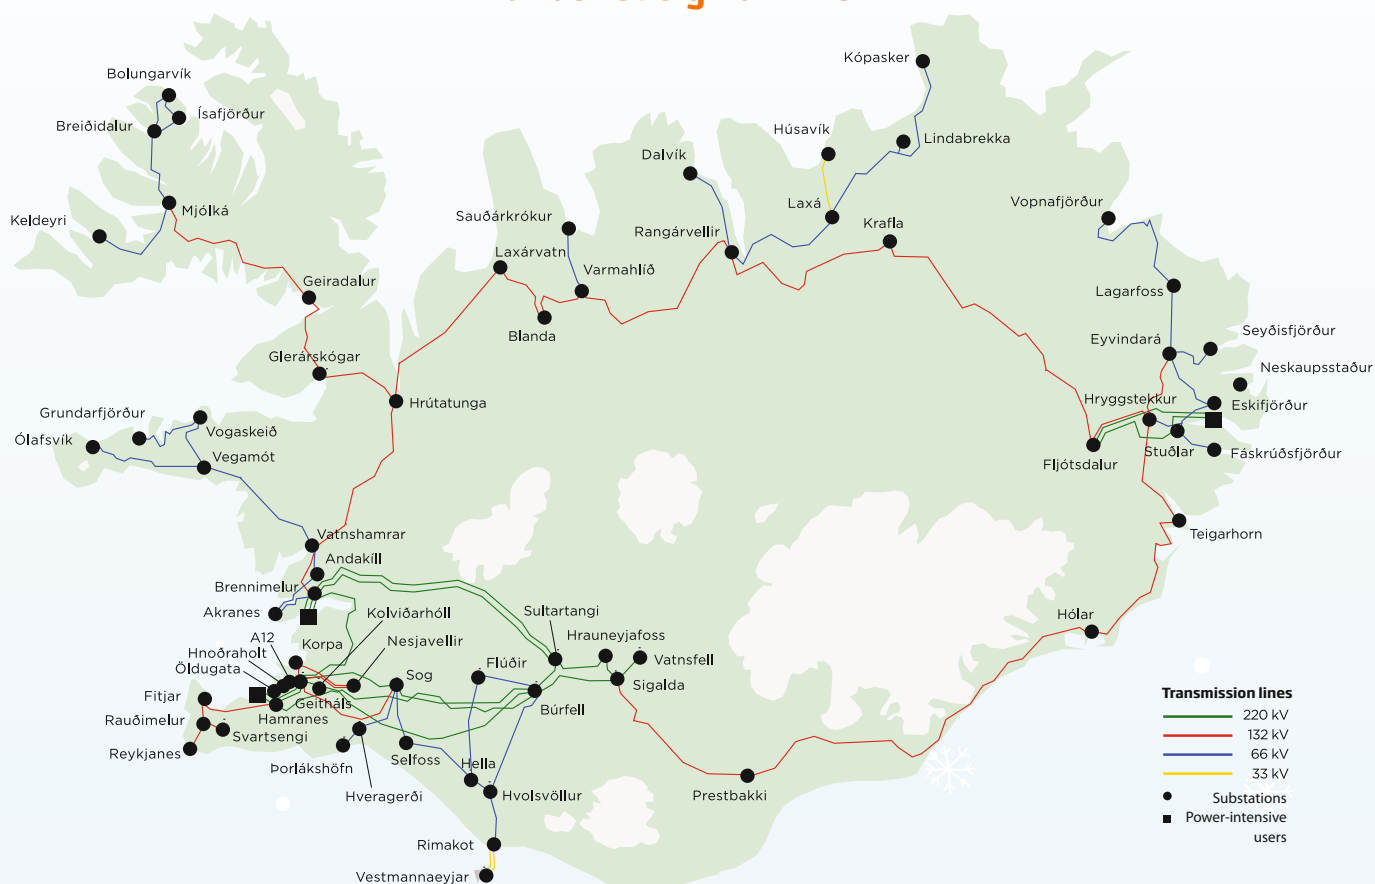 Kópasker
Bolungarvík
Ísafjörður
Breiðidalur
Húsavík
Lindabrekka
Dalvík
Mjólká
Keldeyri
Laxá
Vopnafjörður
Sauðárkrókur
Rangárvellir
Krafla
Laxárvatn
Varmahlíð
Geiradalur
Lagarfoss
Blanda
Seyðisfjörður
Eyvindará
Glerárskógar
Neskaupsstaður
Hrútatunga
Hryggstekkur
Eskifjörður
Grundarfjörður
Vogaskeið
Ólafsvík
Vegamót
Stuðlar
Fáskrúðsfjörður
Fljótsdalur
Vatnshamrar
Teigarhorn
Andakíll
Brennimelur
Akranes
Kolviðarhóll
Sultartangi
Hólar
A12
Korpa
Nesjavellir
Hrauneyjafoss
Hnoðraholt
Öldugata
Flúðir
Vatnsfell
Sog
Fitjar
Sigalda
Geitháls
Hamranes
Búrfell
Rauðimelur
Svartsengi
Reykjanes
Þorlákshöfn
Selfoss
Hella
Hveragerði
Hvolsvöllur
Prestbakki
Rimakot
Vestmannaeyjar
Transmission lines
220 kV
132 kV
66 kV
33 kV
Substations
Power-intensive
users